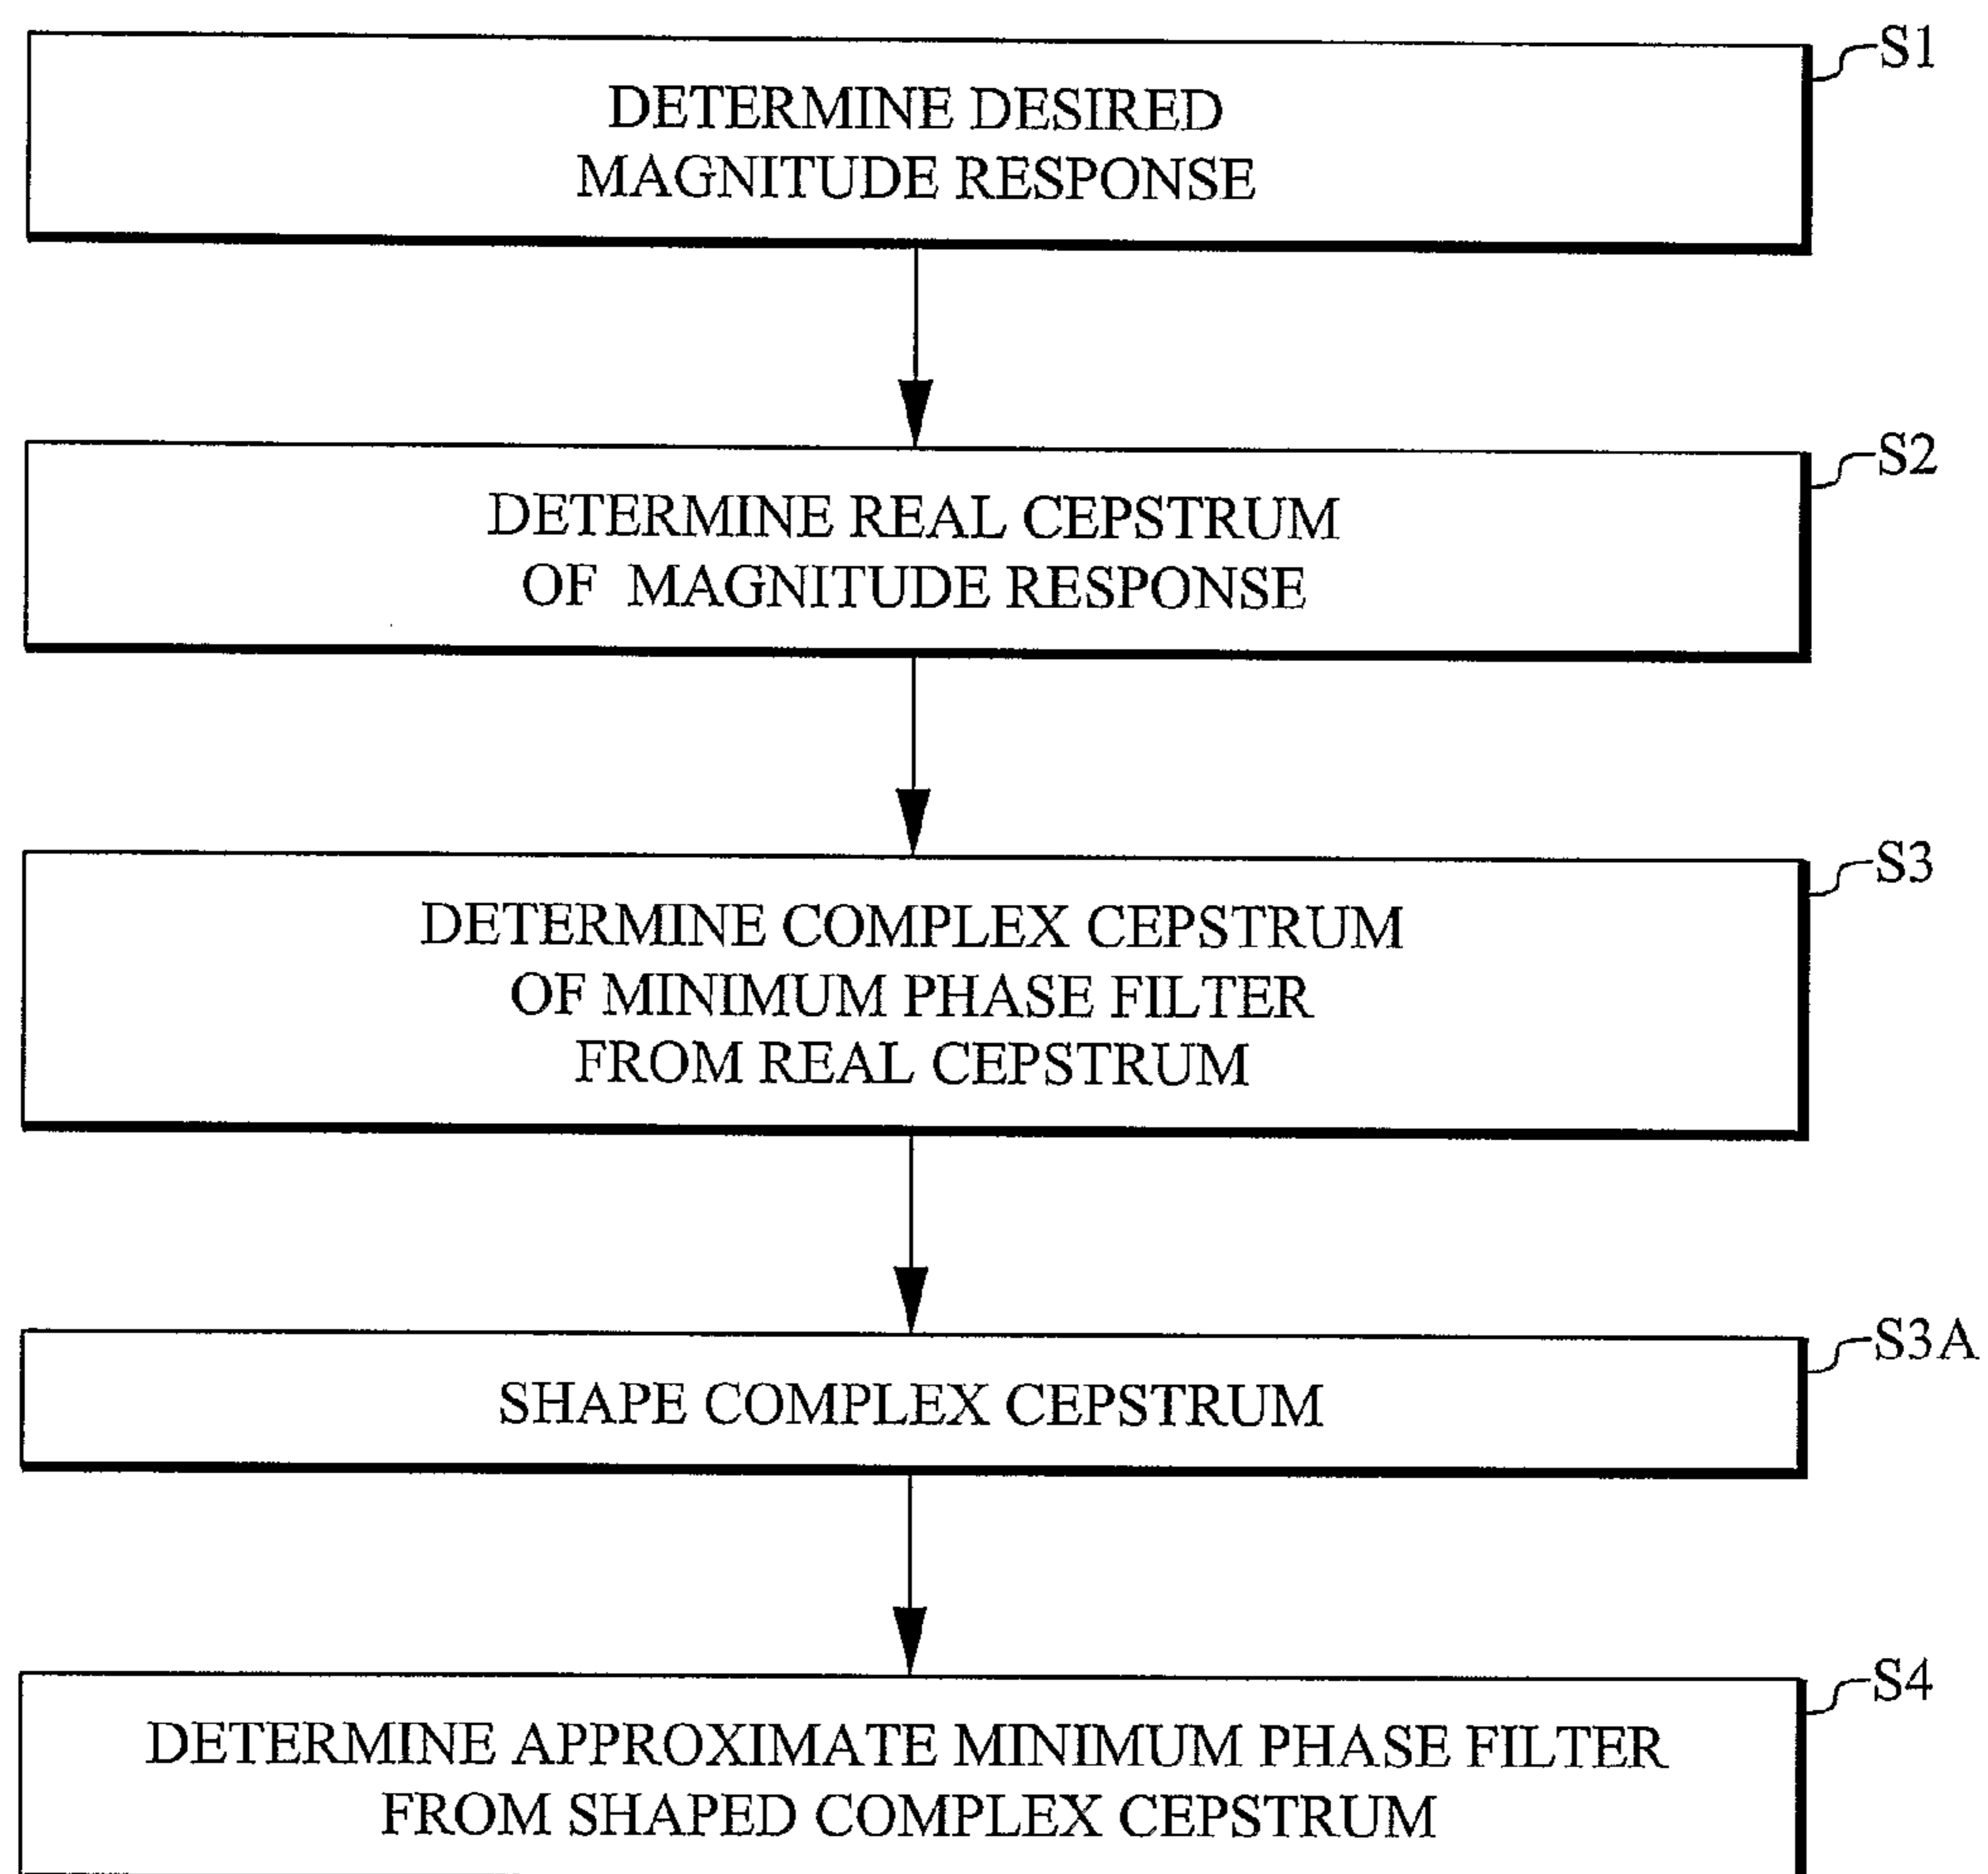 S1
DETERMINE DESIRED
MAGNITUDE RESPONSE
S2
DETERMINE REAL CEPSTRUM
OF MAGNITUDE RESPONSE
S3
DETERMINE COMPLEX CEPSTRUM
OF MINIMUM PHASE FILTER
FROM REAL CEPSTRUM
S3A
SHAPE COMPLEX CEPSTRUM
S4
DETERMINE APPROXIMATE MINIMUM PHASE FILTER
FROM SHAPED COMPLEX CEPSTRUM